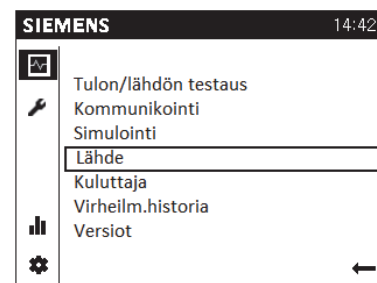 SIEMENS 14:42
Tulon/lähdön testaus
Kommunikointi
Simulointi
Lähde
Kuluttaja
Virheilm.historia
Versiot